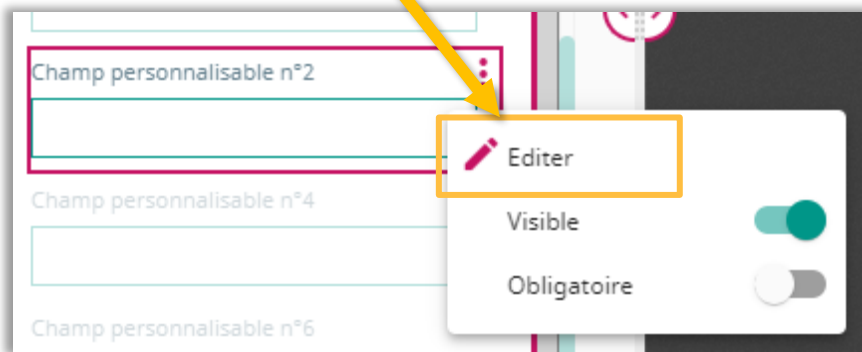 Champ personnalisable n°2
Editer
Champ personnalisable n°4
Visible
Obligatoire
Champ personnalisable n°6